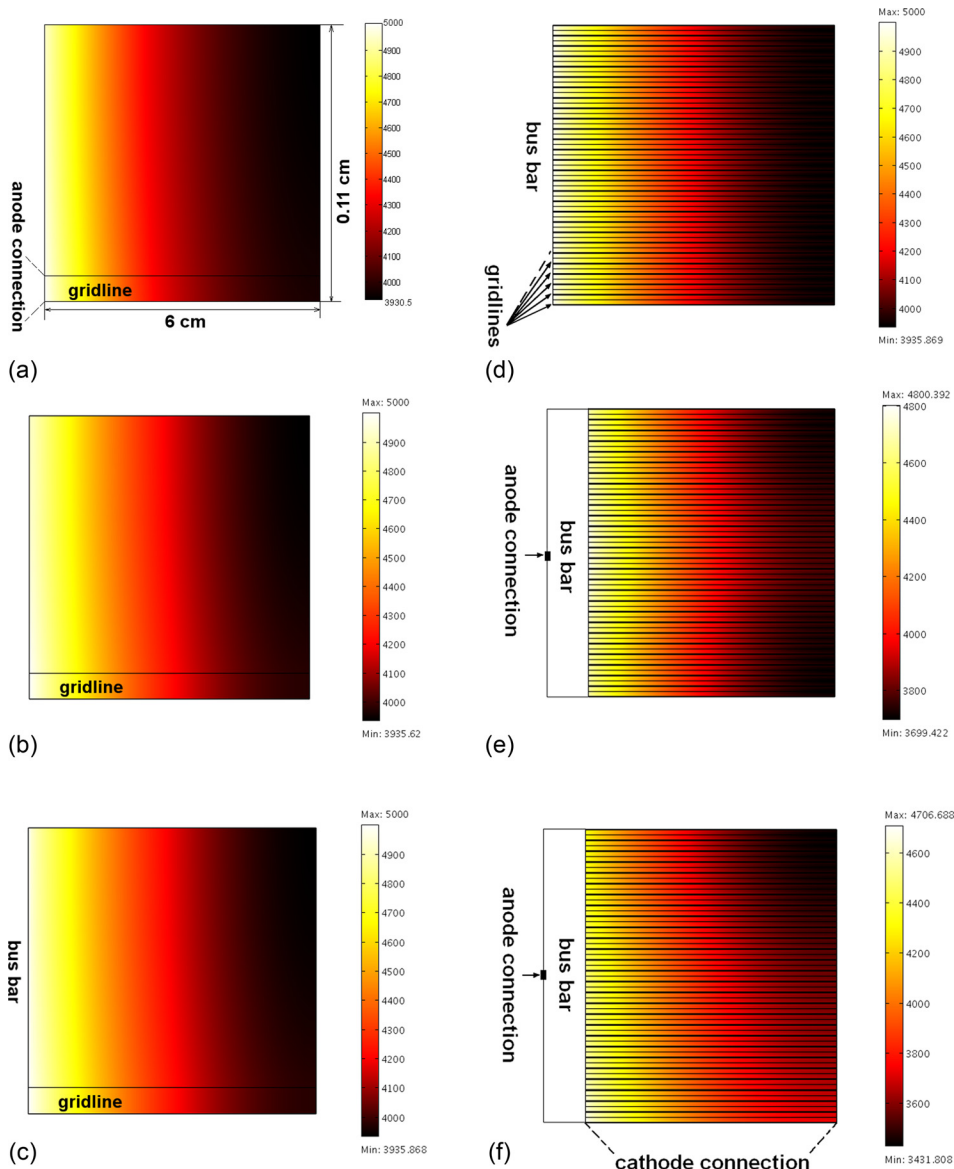 5000
4900
4800
4700
4600
4500
4400
4300
4200
4100
4000
3930.5
anode connection
gridline
0.11 cm
6 cm
(a)
Max: 5000
4900
4800
4700
4600
4500
4400
4300
4200
4100
4000
Min: 3935.869
bus bar
gridlines
(d)
Max: 5000
4900
4800
4700
4600
4500
4400
4300
4200
4100
4000
Min: 3935.62
gridline
(b)
Max: 4800.392
4800
4600
4400
4200
4000
3800
Min: 3699.422
anode connection
bus bar
(e)
Max: 5000
4900
4800
4700
4600
4500
4400
4300
4200
4100
4000
Min: 3935.868
bus bar
gridline
(c)
Max: 4706.688
4600
4400
4200
4000
3800
3600
Min: 3431.808
anode connection
bus bar
cathode connection
(f)